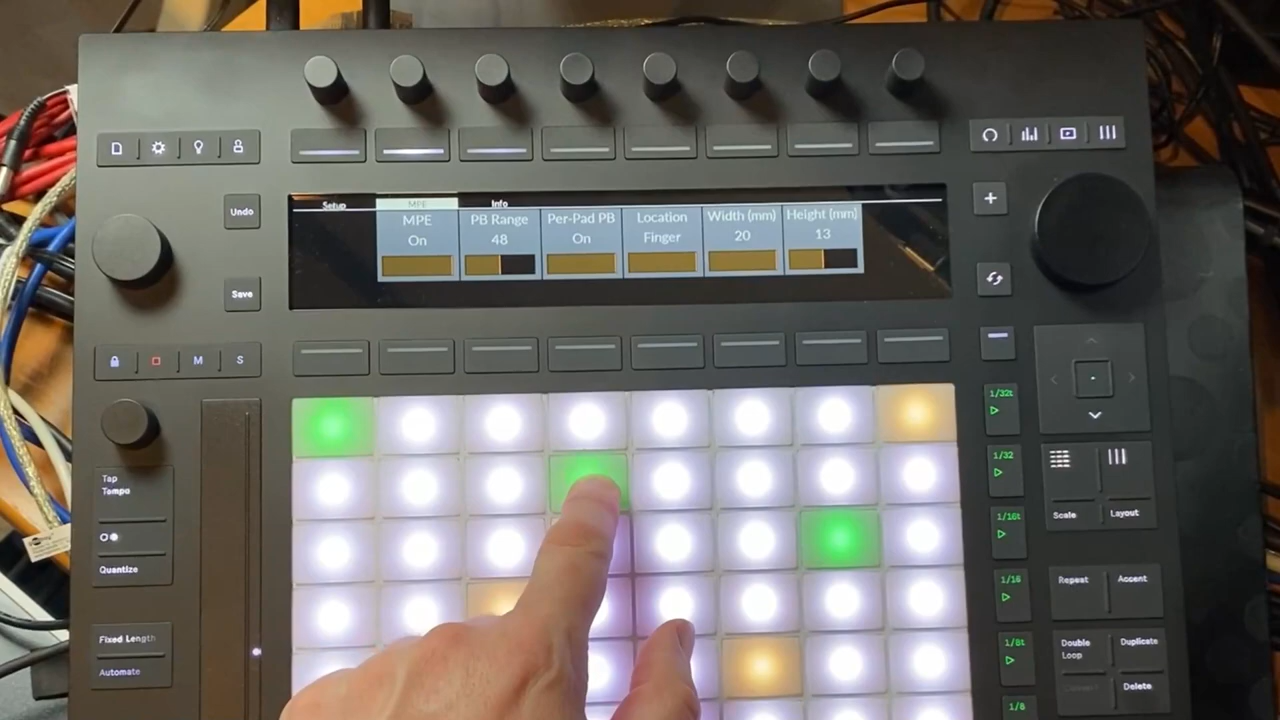 Undo
Setup
MPE
Info
MPE
PB Range
Per-Pad PB
Location
Width (mm)
Height (mm)
On
48
On
Finger
20
13
Save
M
S
1/32t
Tap
Tempo
1/32
Scale
Layout
1/16t
Quantize
1/16
Repeat
Accent
Fixed Length
1/8t
Double
Loop
Duplicate
Automate
Delete
1/8